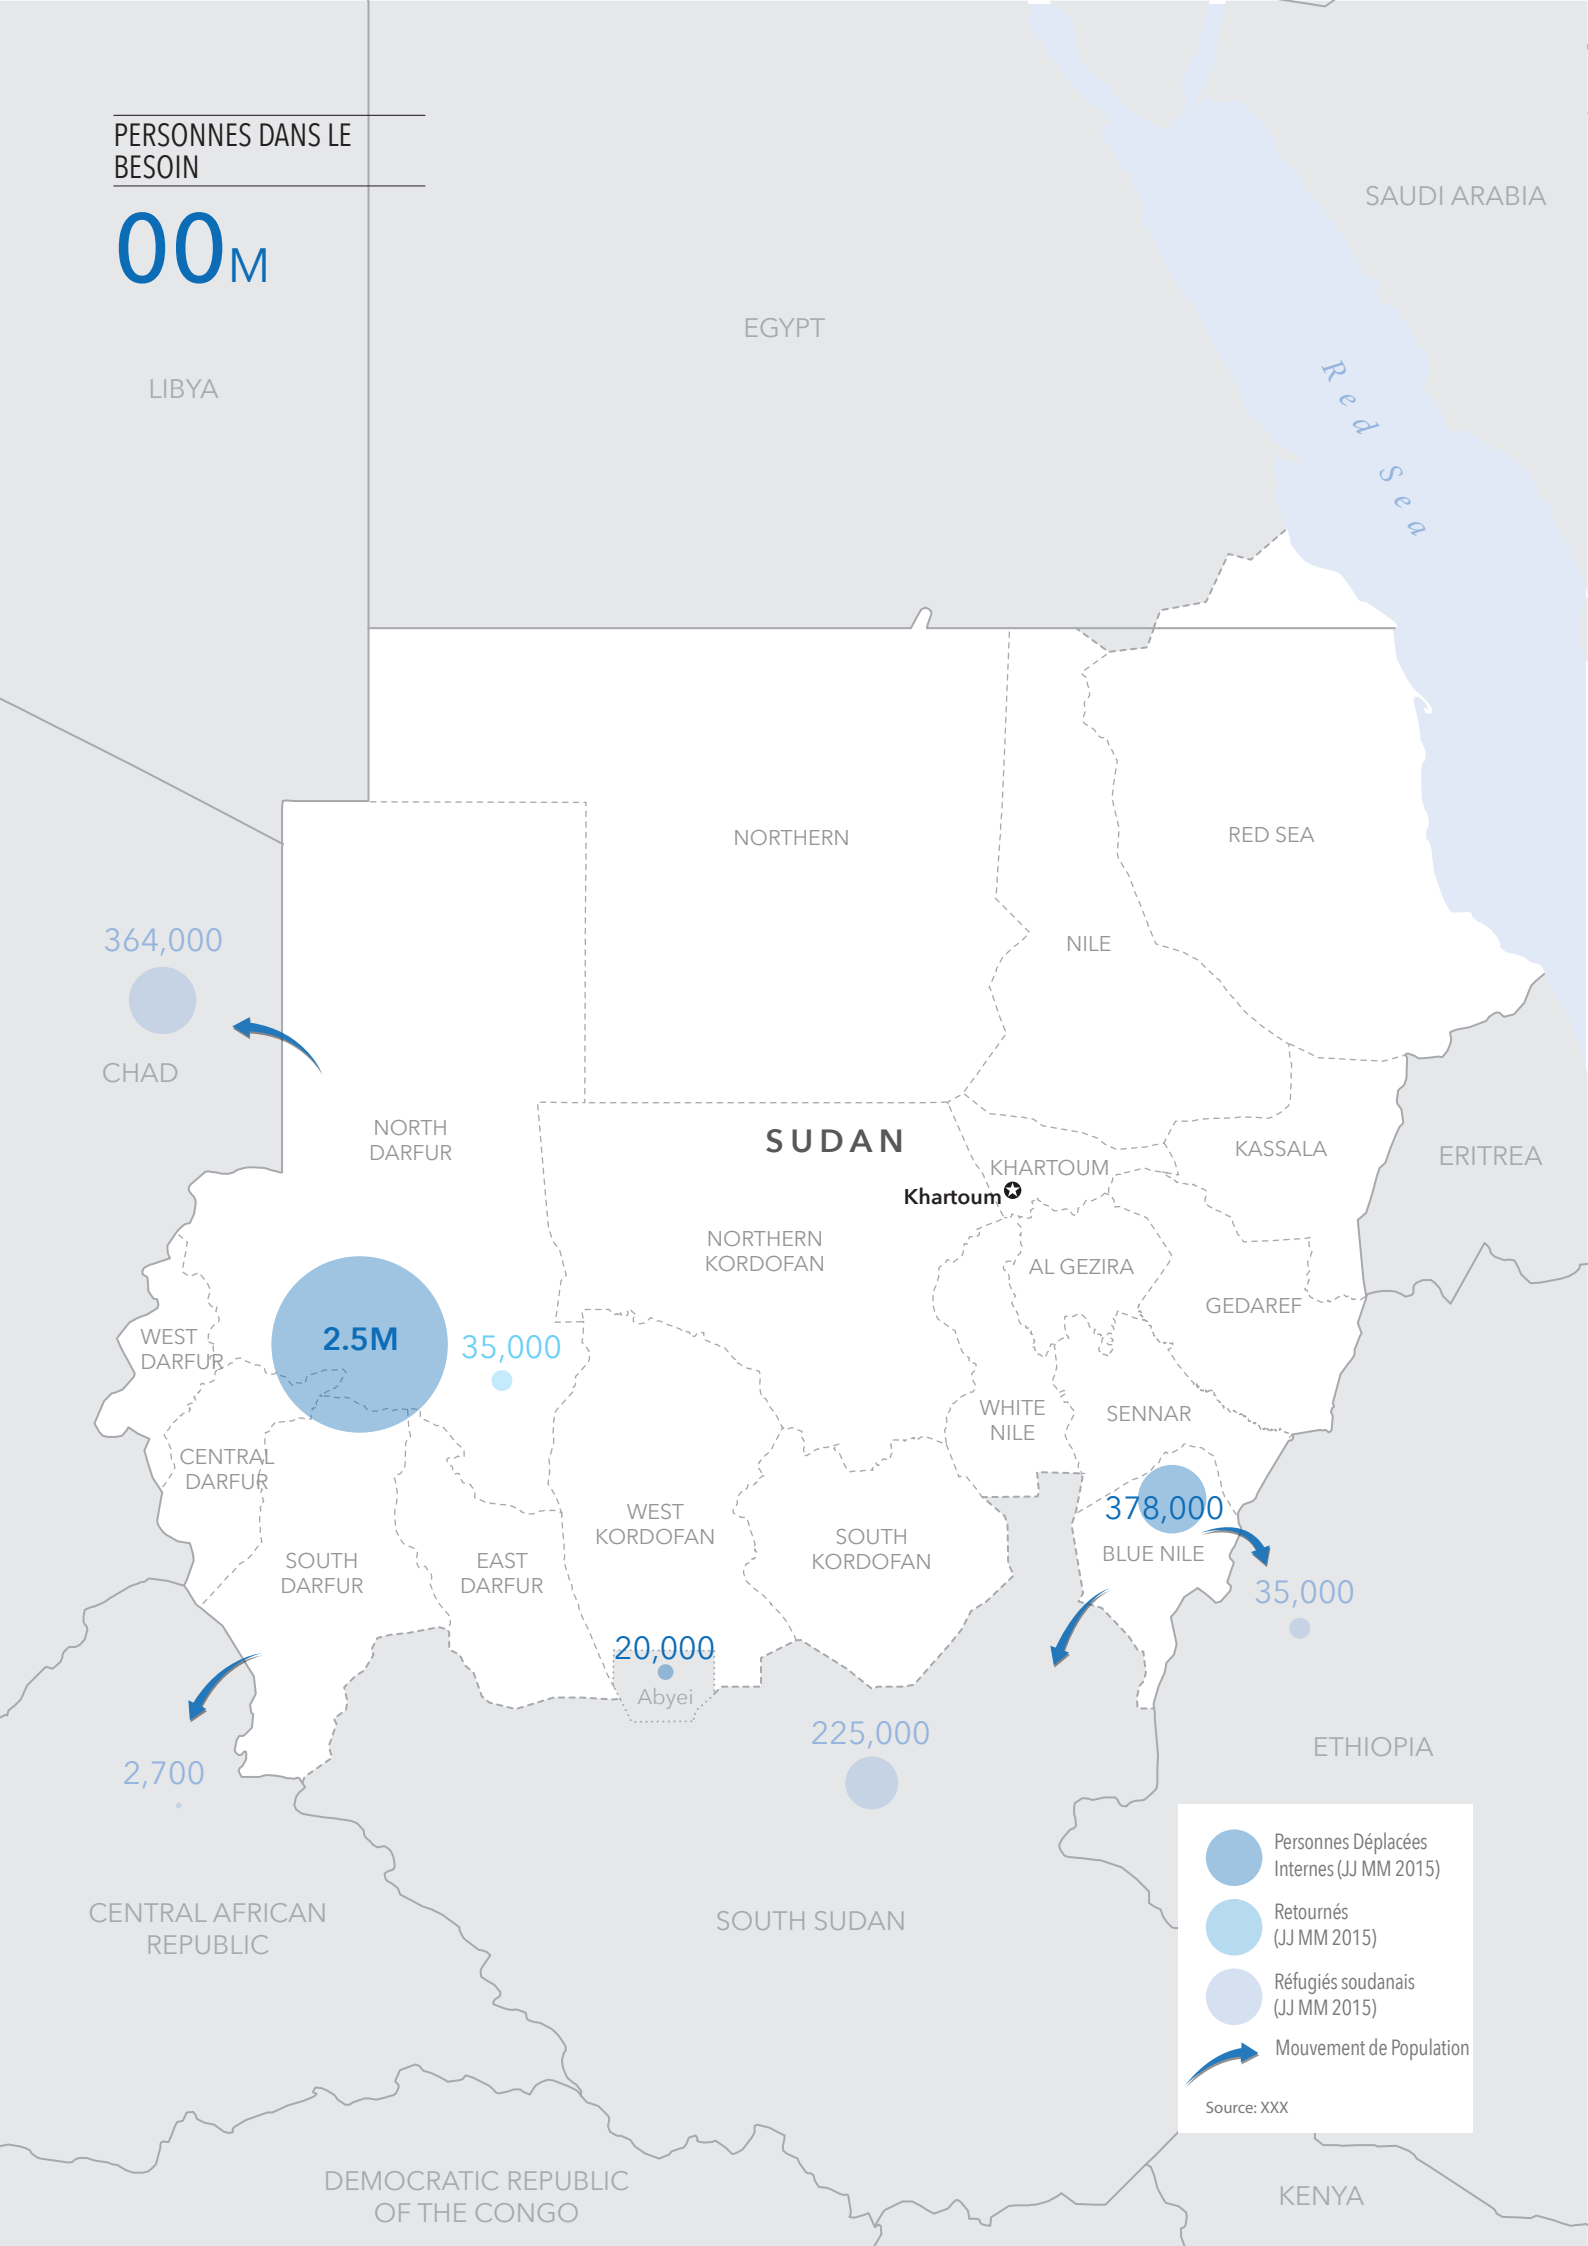 PERSONNES DANS LE
BESOIN
00M
SAUDI ARABIA
EGYPT
LIBYA
Red Sea
NORTHERN
RED SEA
NILE
364,000
CHAD
NORTH
DARFUR
SUDAN
KHARTOUM
Khartoum
KASSALA
ERITREA
NORTHERN
KORDOFAN
AL GEZIRA
GEDAREF
WEST
DARFUR
2.5M
35,000
WHITE
NILE
SENNAR
CENTRAL
DARFUR
378,000
BLUE NILE
WEST
KORDOFAN
SOUTH
KORDOFAN
SOUTH
DARFUR
EAST
DARFUR
35,000
20,000
Abyei
225,000
2,700
ETHIOPIA
CENTRAL AFRICAN
REPUBLIC
SOUTH SUDAN
Personnes Déplacées
Internes (JJ MM 2015)
Retournés
(JJ MM 2015)
Réfugiés soudanais
(JJ MM 2015)
Mouvement de Population
Source: XXX
DEMOCRATIC REPUBLIC
OF THE CONGO
KENYA